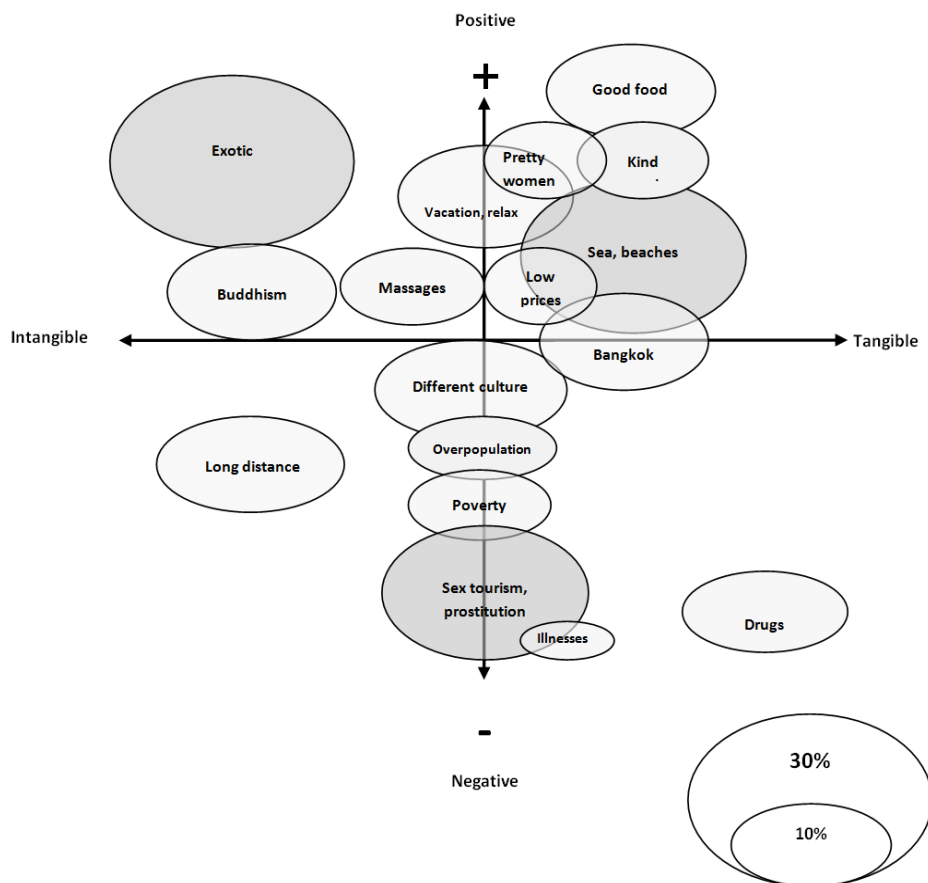 Positive
+
Good food
Exotic
Pretty
women
Kind
.
Vacation, relax
Sea, beaches
Buddhism
Massages
Low
prices
Intangible
Tangible
Bangkok
Different culture
Overpopulation
Long distance
Poverty
Sex tourism,
prostitution
Illnesses
Drugs
-
Negative
30%
10%